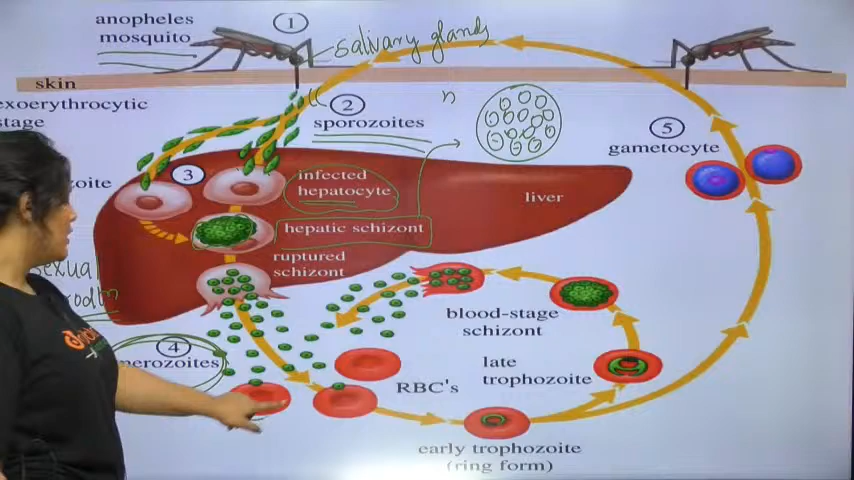 anopheles
mosquito
1
salivary glands
skin
exoerythrocytic
stage
2
sporozoites
n
5
gametocyte
3
infected
hepatocyte
liver
hepatic schizont
ruptured
schizont
blood-stage
schizont
4
merozoites
late
trophozoite
RBC's
early trophozoite
(ring form)